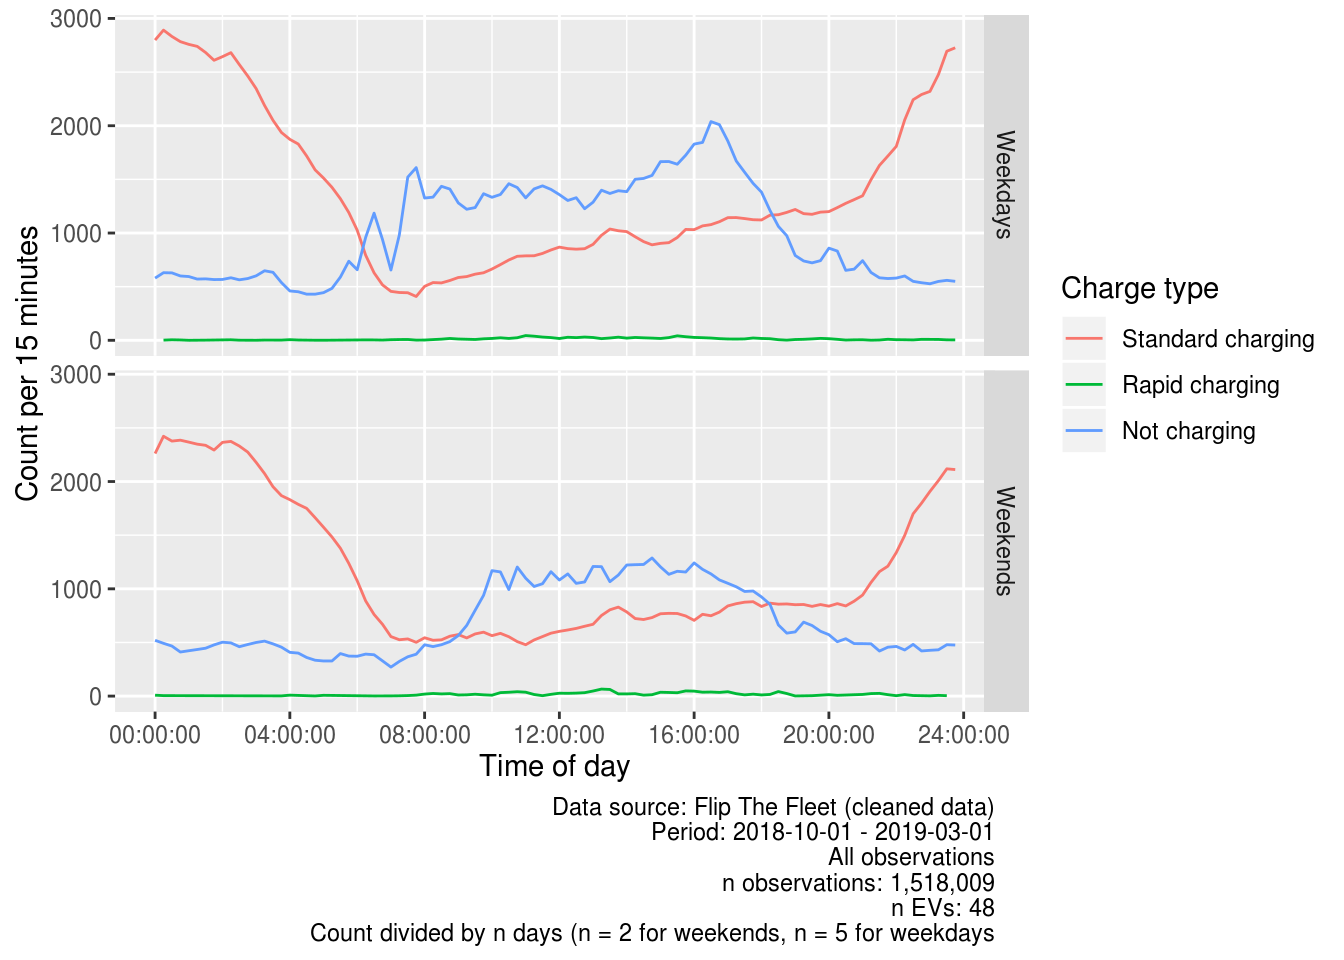 3000
2000
1000
0
Weekdays
3000
2000
1000
0
Weekends
Count per 15 minutes
00:00:00 04:00:00 08:00:00 12:00:00 16:00:00 20:00:00 24:00:00
Time of day
Charge type
Standard charging
Rapid charging
Not charging
Data source: Flip The Fleet (cleaned data)
Period: 2018-10-01 - 2019-03-01
All observations
n observations: 1,518,009
n EVs: 48
Count divided by n days (n = 2 for weekends, n = 5 for weekdays